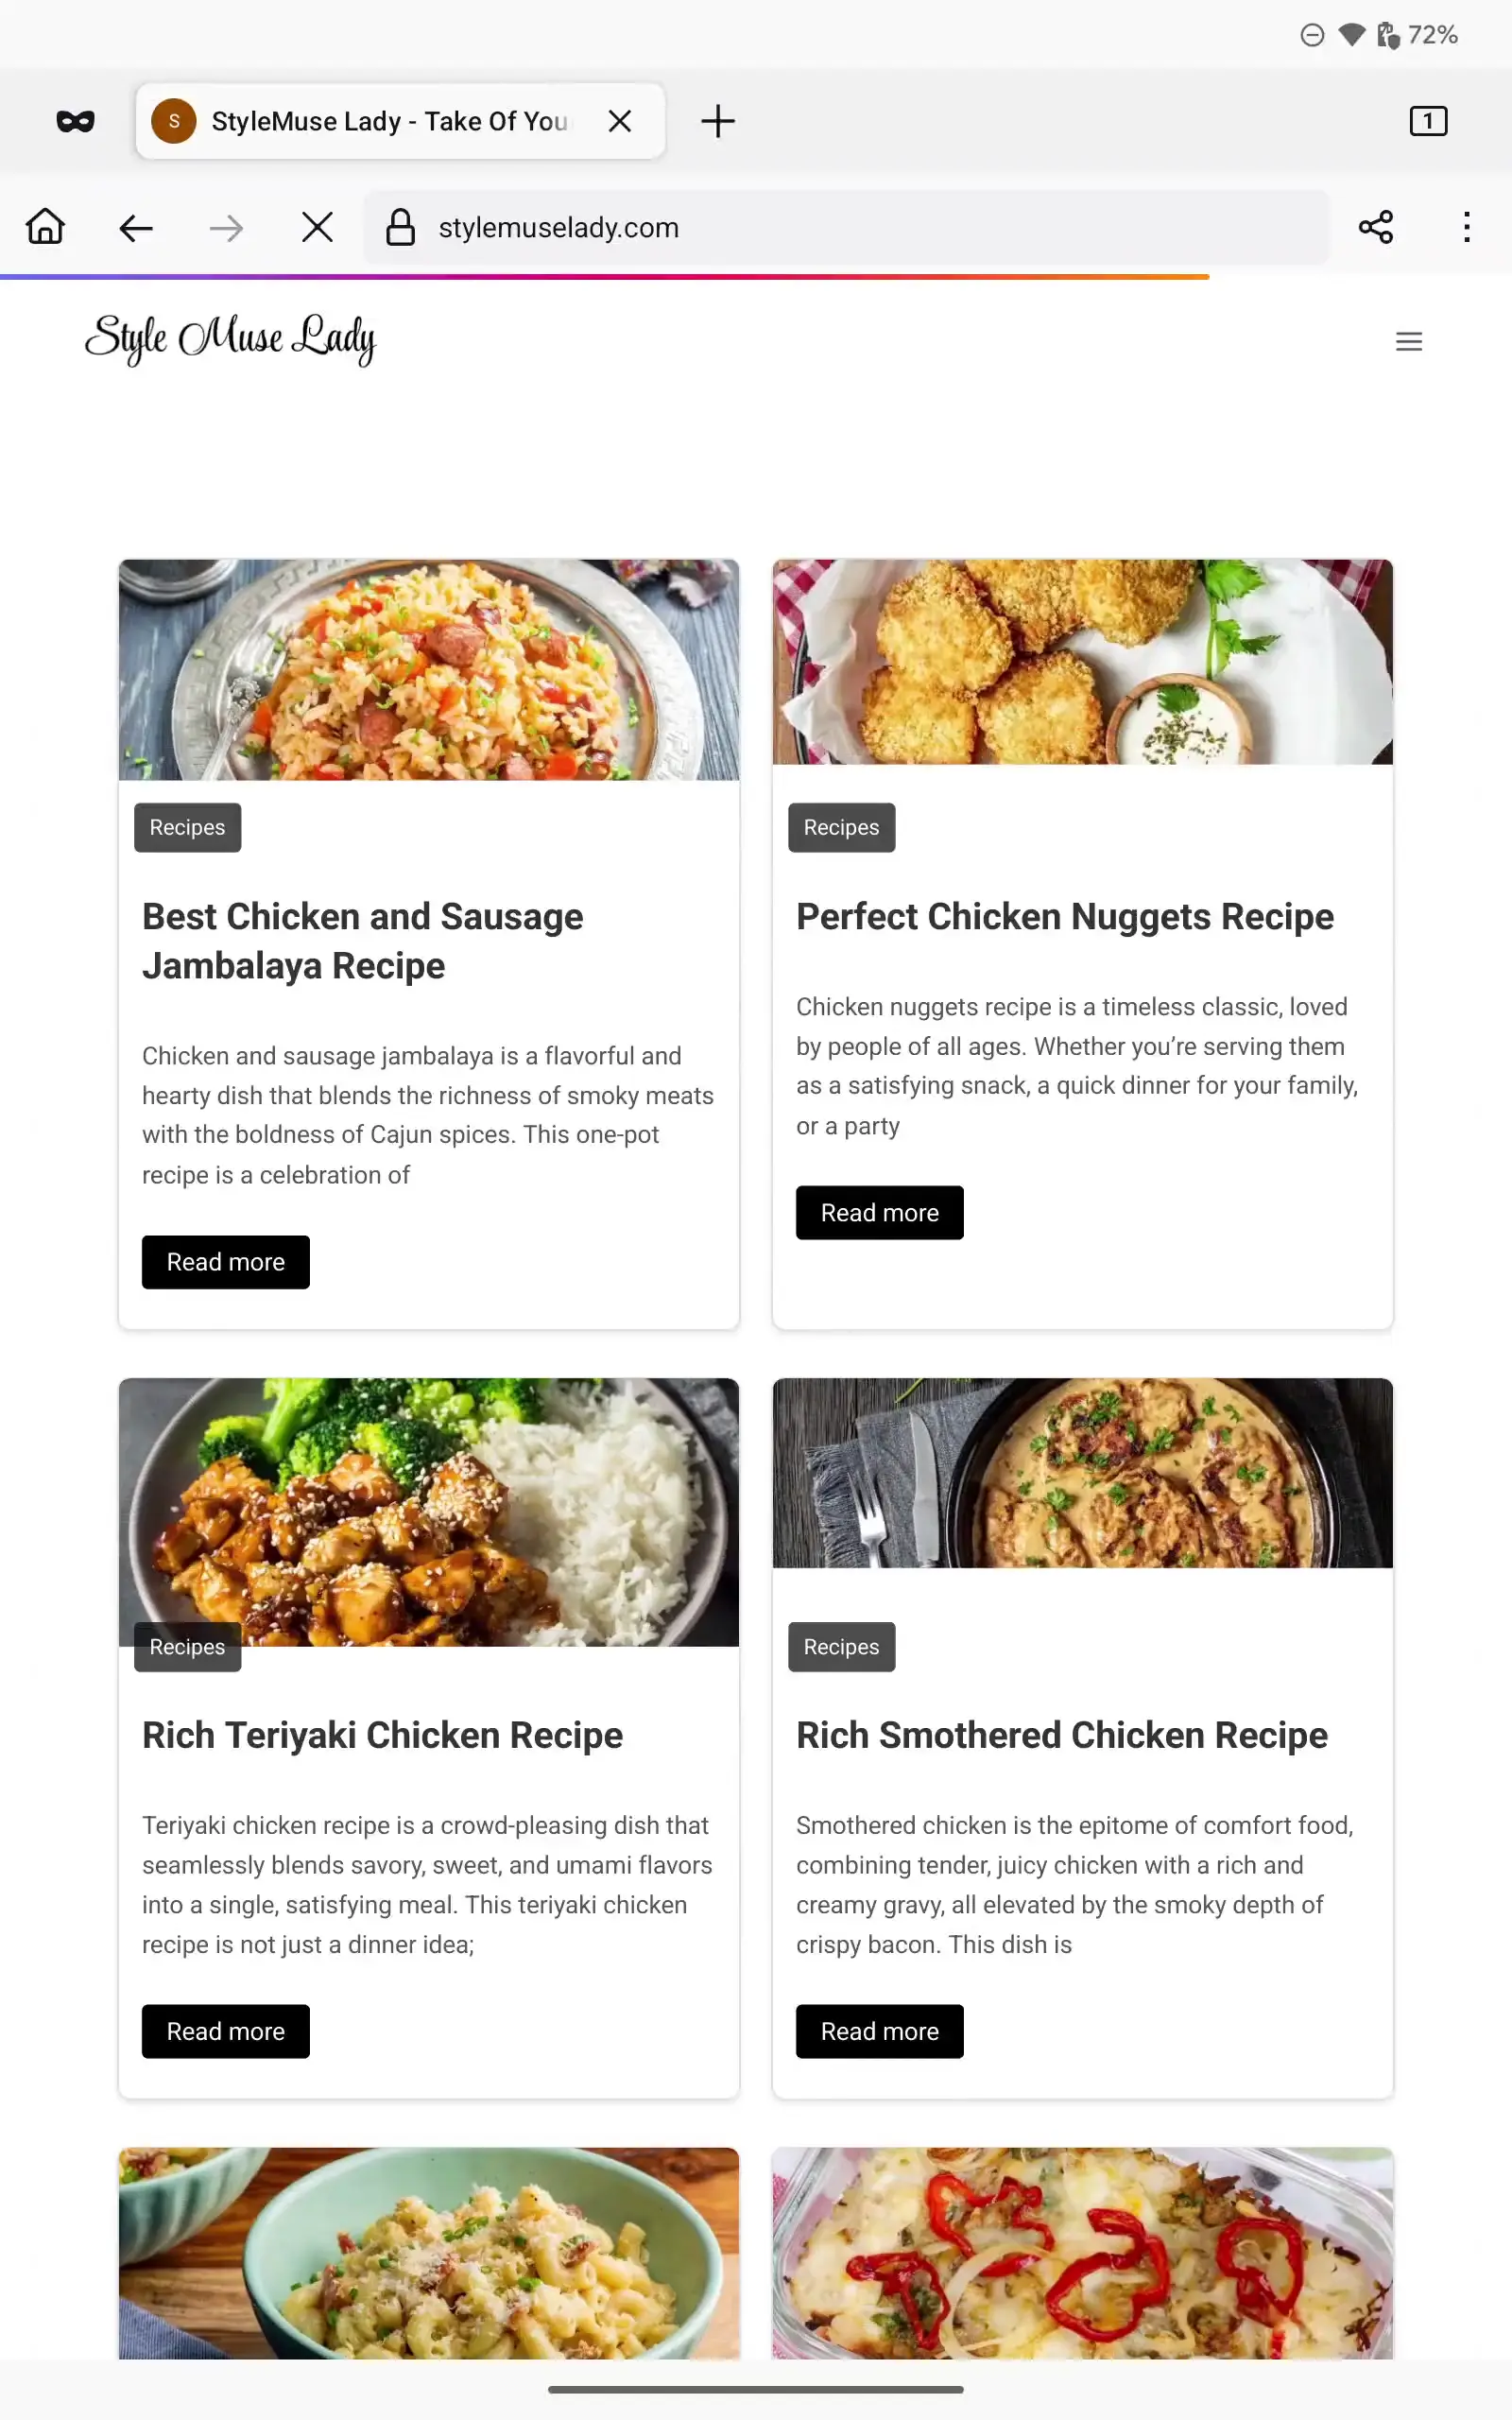 72%
S StyleMuse Lady - Take Of You
1
stylemuselady.com
Style Muse Lady
Recipes
Best Chicken and Sausage
Jambalaya Recipe
Chicken and sausage jambalaya is a flavorful and
hearty dish that blends the richness of smoky meats
with the boldness of Cajun spices. This one-pot
recipe is a celebration of
Read more
Recipes
Perfect Chicken Nuggets Recipe
Chicken nuggets recipe is a timeless classic, loved
by people of all ages. Whether you’re serving them
as a satisfying snack, a quick dinner for your family,
or a party
Read more
Recipes
Rich Teriyaki Chicken Recipe
Teriyaki chicken recipe is a crowd-pleasing dish that
seamlessly blends savory, sweet, and umami flavors
into a single, satisfying meal. This teriyaki chicken
recipe is not just a dinner idea;
Read more
Recipes
Rich Smothered Chicken Recipe
Smothered chicken is the epitome of comfort food,
combining tender, juicy chicken with a rich and
creamy gravy, all elevated by the smoky depth of
crispy bacon. This dish is
Read more